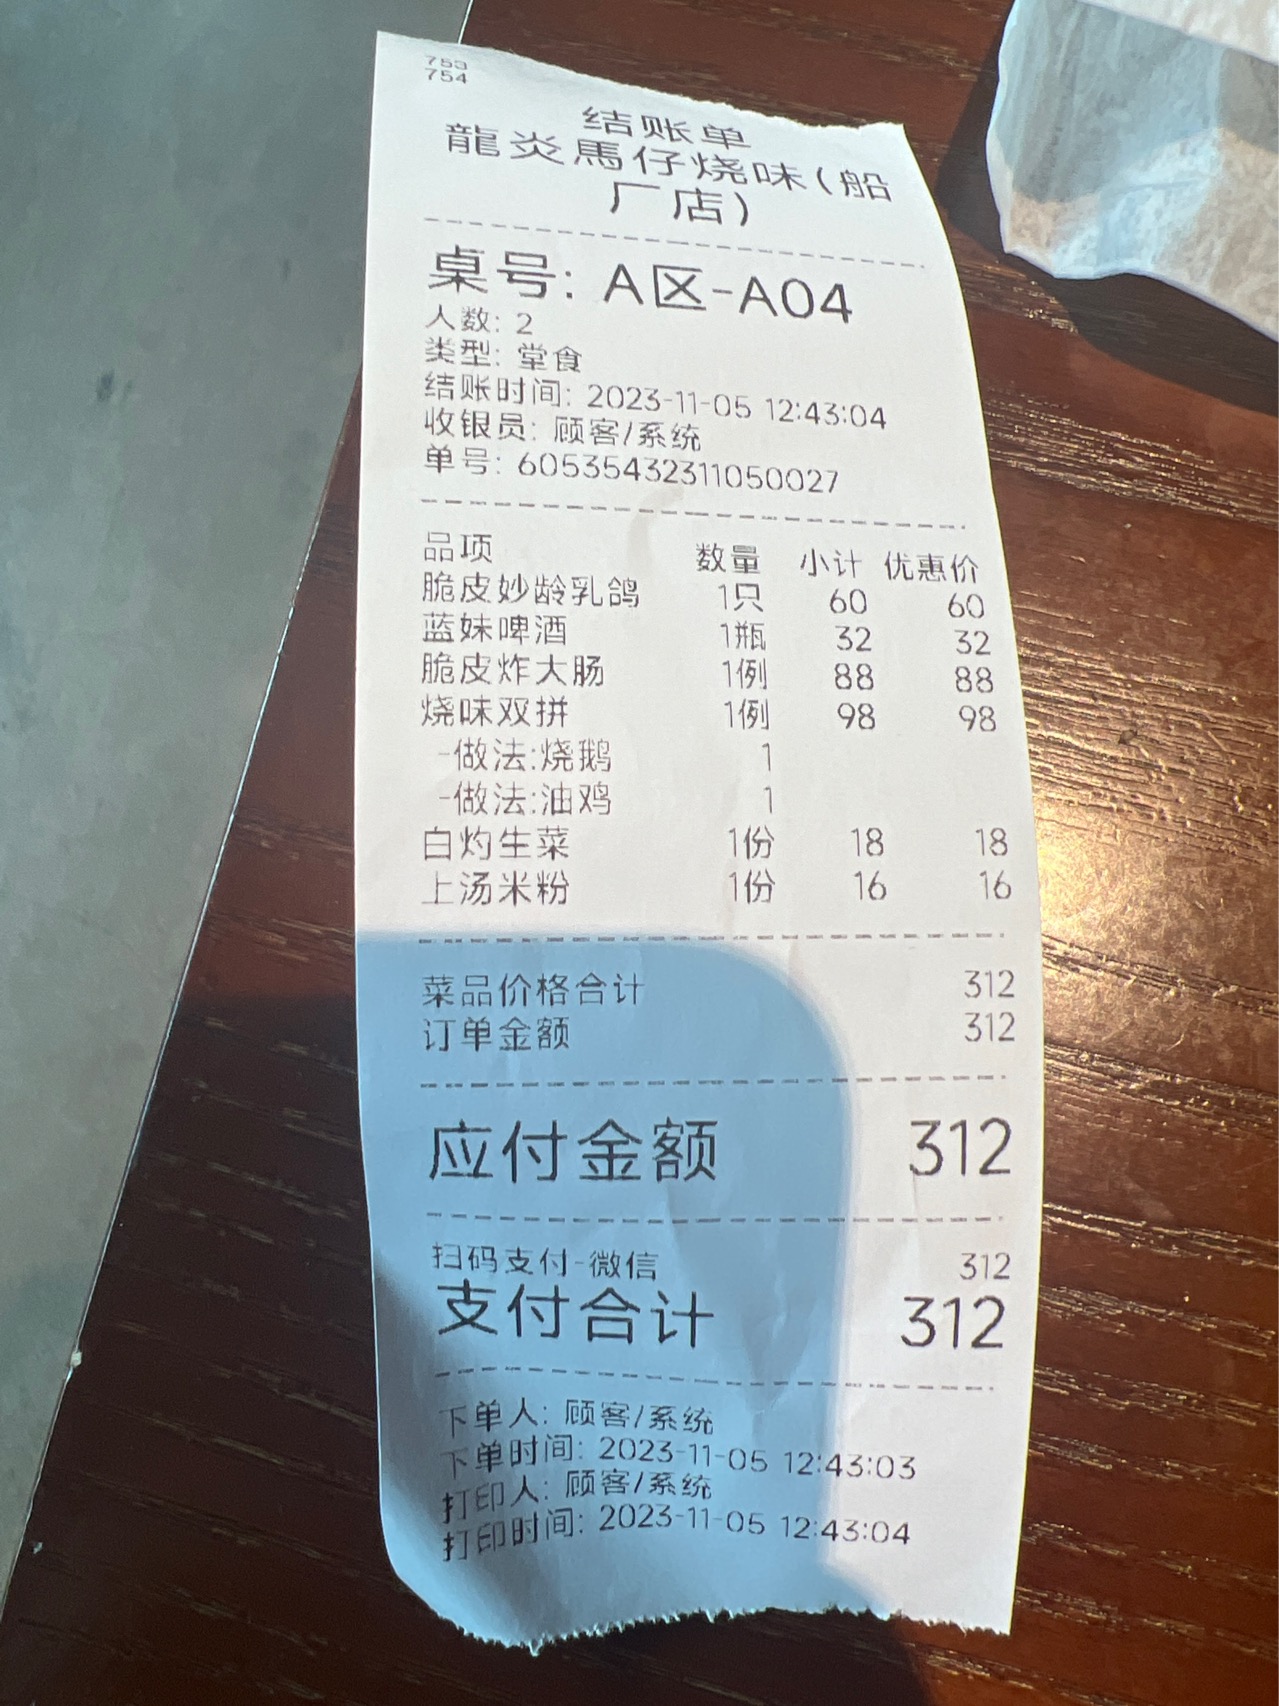 753
754
结账单
龍炎馬仔烧味(船
厂店)
桌号: A区-A04
人数: 2
类型: 堂食
结账时间: 2023-11-05 12:43:04
收银员: 顾客/系统
单号: 605354432311050027
品项 数量 小计 优惠价
脆皮妙龄乳鸽 1只 60 60
蓝妹啤酒 1瓶 32 32
脆皮炸大肠 1例 88 88
烧味双拼 1例 98 98
-做法:烧鹅 1
-做法:油鸡 1
白灼生菜 1份 18 18
上汤米粉 1份 16 16
菜品价格合计 312
订单金额 312
应付金额 312
扫码支付-微信 312
支付合计 312
下单人: 顾客/系统
下单时间: 2023-11-05 12:43:03
打印人: 顾客/系统
打印时间: 2023-11-05 12:43:04